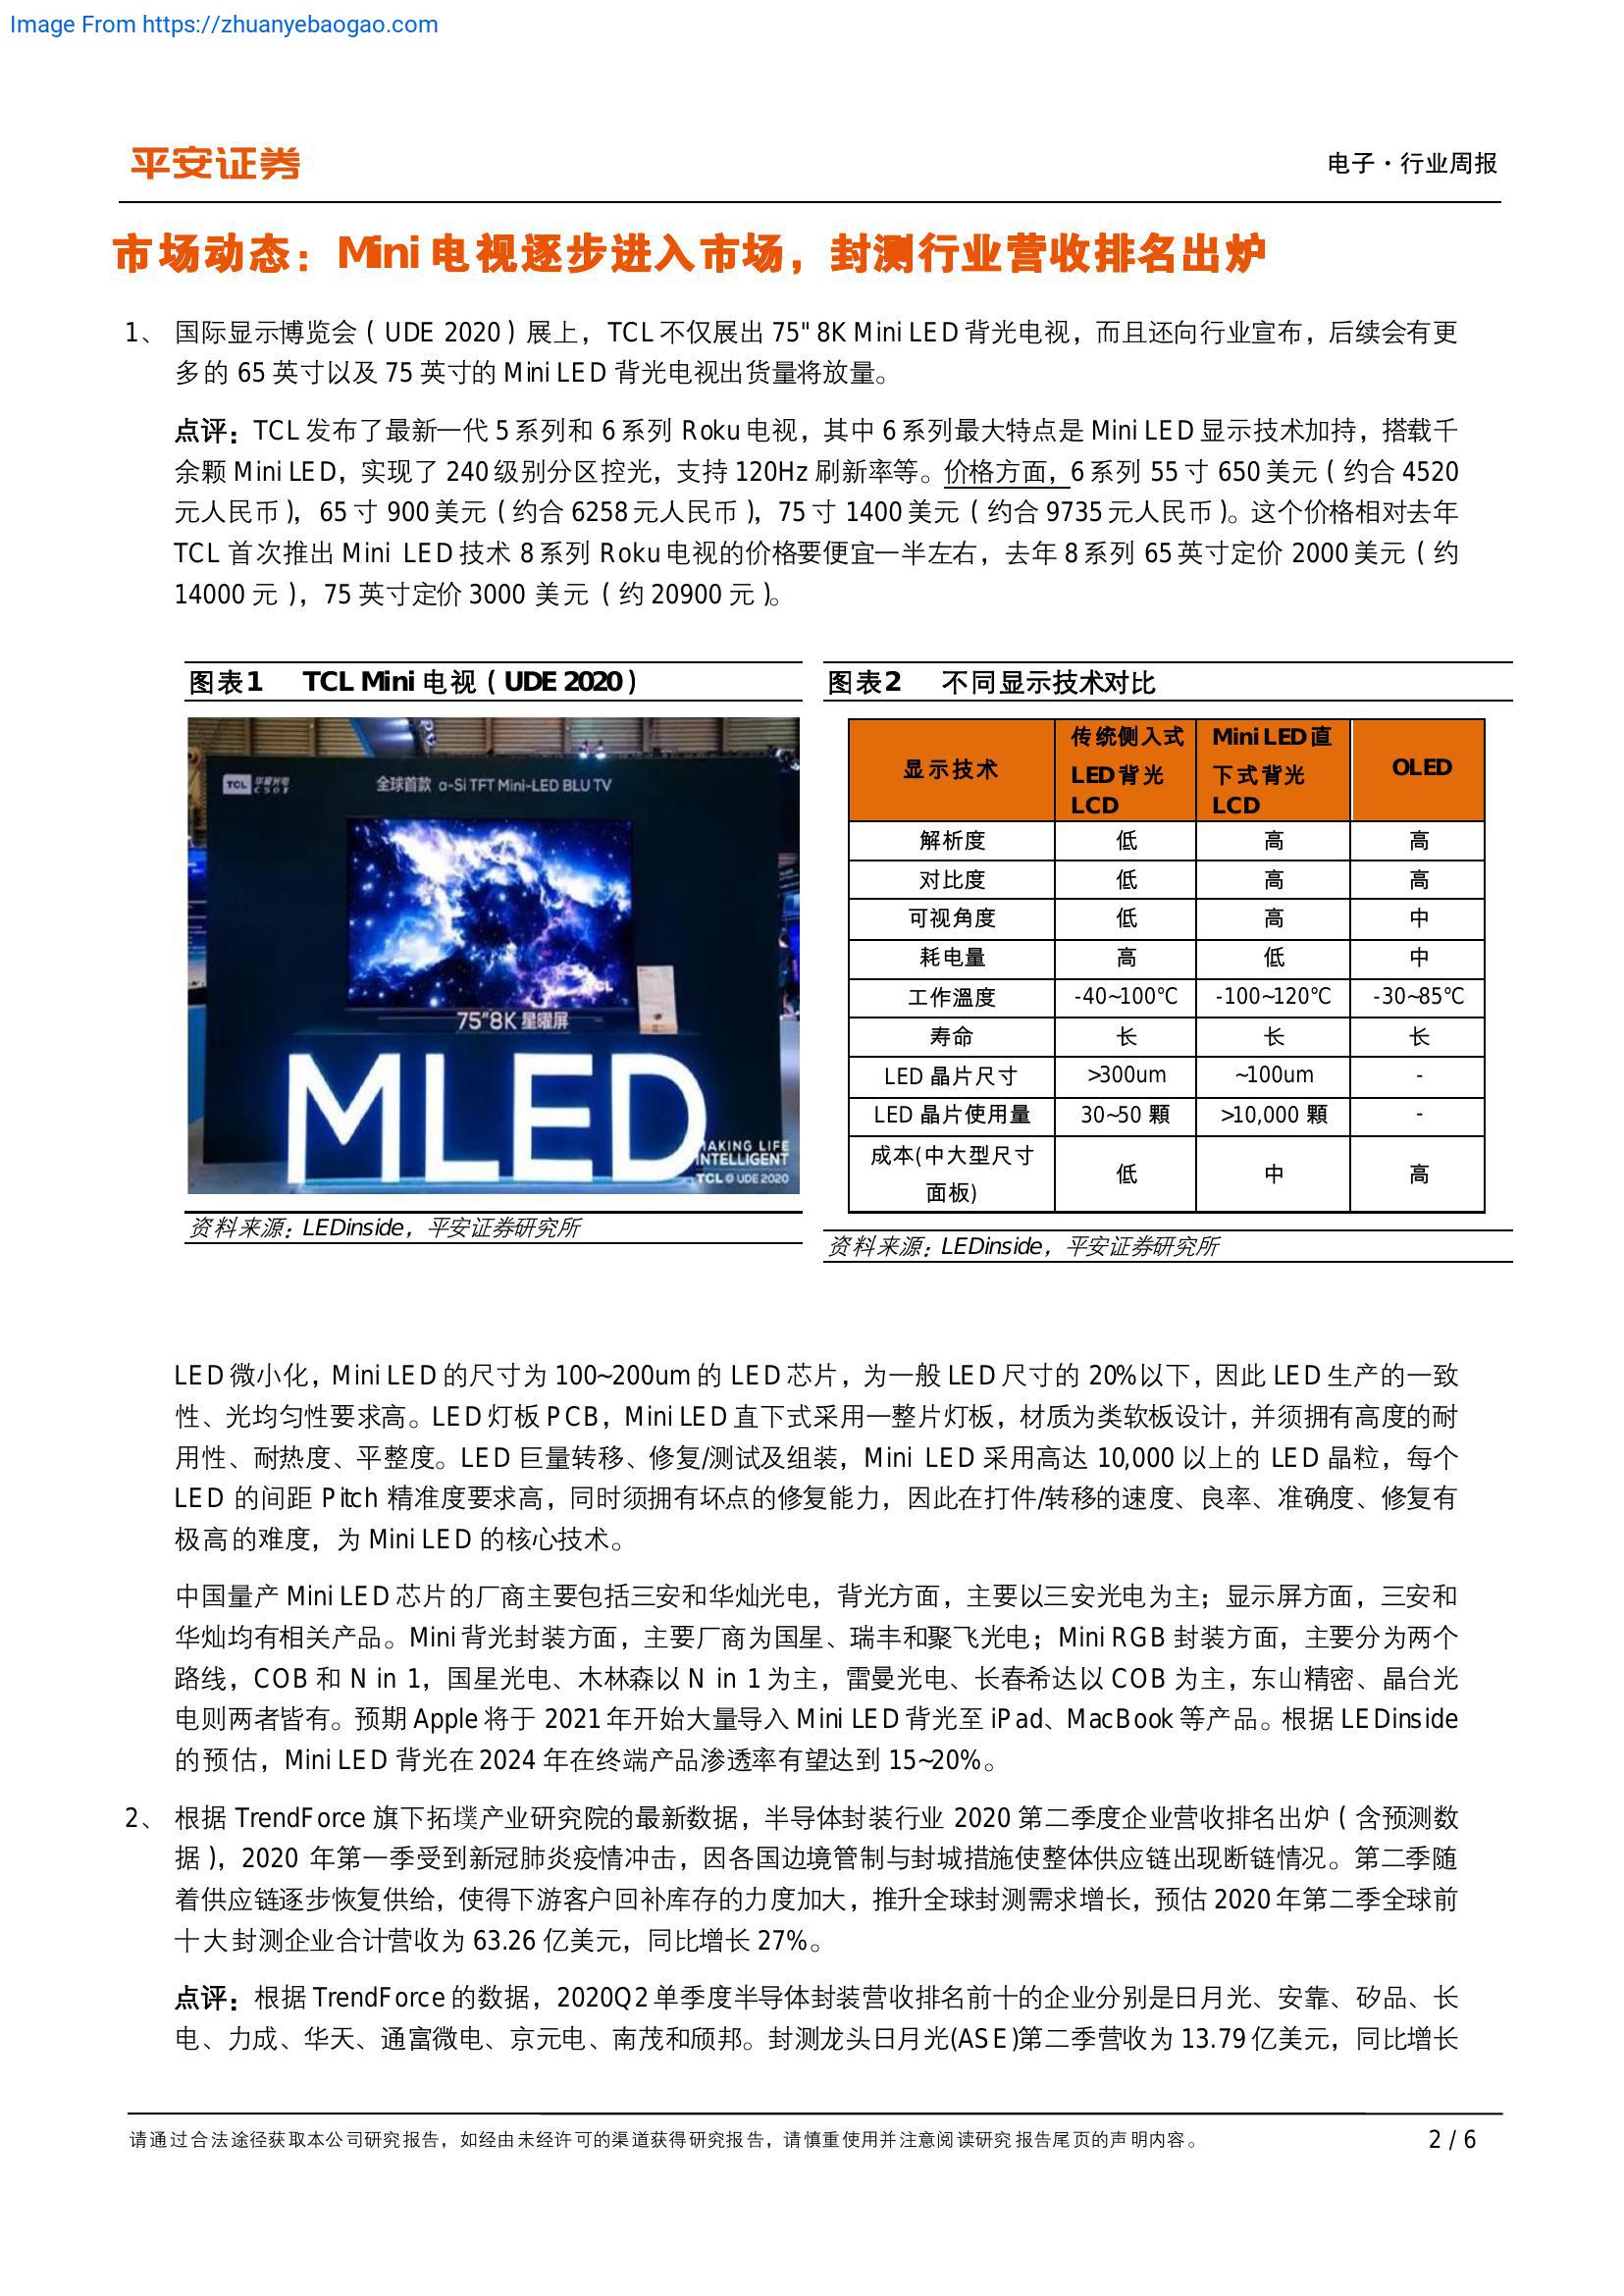 Image From https://zhuanyebaogao.com
平安证券
电子·行业周报
市场动态：Mini 电视逐步进入市场，封测行业营收排名出炉
1、 国际显示博览会（UDE 2020）展上，TCL 不仅展出 75" 8K Mini LED 背光电视，而且还向行业宣布，后续会有更
多的 65 英寸以及 75 英寸的 Mini LED 背光电视出货量将放量。
点评：TCL 发布了最新一代 5 系列和 6 系列 Roku 电视，其中 6 系列最大特点是 Mini LED 显示技术加持，搭载千
余颗 Mini LED，实现了 240 级别分区控光，支持 120Hz 刷新率等。价格方面，6 系列 55 寸 650 美元（约合 4520
元人民币），65 寸 900 美元（约合 6258 元人民币），75 寸 1400 美元（约合 9735 元人民币）。这个价格相对去年
TCL 首次推出 Mini LED 技术 8 系列 Roku 电视的价格要便宜一半左右，去年 8 系列 65 英寸定价 2000 美元（约
14000 元），75 英寸定价 3000 美元（约 20900 元）。
图表1 TCL Mini 电视（UDE 2020）
TCL 华星光电 CSOT
全球首款 α-Si TFT Mini-LED BLU TV
TCL
75"8K 星曜屏
MLED
MAKING LIFE
INTELLIGENT
TCL @ UDE 2020
资料来源：LEDinside，平安证券研究所
图表2 不同显示技术对比
显示技术 传统侧入式LED背光LCD Mini LED直下式背光LCD OLED
解析度 低 高 高
对比度 低 高 高
可视角度 低 高 中
耗电量 高 低 中
工作溫度 -40~100℃ -100~120℃ -30~85℃
寿命 长 长 长
LED 晶片尺寸 >300um ~100um -
LED 晶片使用量 30~50 顆 >10,000 顆 -
成本(中大型尺寸面板) 低 中 高
资料来源：LEDinside，平安证券研究所
LED 微小化，Mini LED 的尺寸为 100~200um 的 LED 芯片，为一般 LED 尺寸的 20%以下，因此 LED 生产的一致
性、光均匀性要求高。LED 灯板 PCB，Mini LED 直下式采用一整片灯板，材质为类软板设计，并须拥有高度的耐
用性、耐热度、平整度。LED 巨量转移、修复/测试及组装，Mini LED 采用高达 10,000 以上的 LED 晶粒，每个
LED 的间距 Pitch 精准度要求高，同时须拥有坏点的修复能力，因此在打件/转移的速度、良率、准确度、修复有
极高的难度，为 Mini LED 的核心技术。
中国量产 Mini LED 芯片的厂商主要包括三安和华灿光电，背光方面，主要以三安光电为主；显示屏方面，三安和
华灿均有相关产品。Mini 背光封装方面，主要厂商为国星、瑞丰和聚飞光电；Mini RGB 封装方面，主要分为两个
路线，COB 和 N in 1，国星光电、木林森以 N in 1 为主，雷曼光电、长春希达以 COB 为主，东山精密、晶台光
电则两者皆有。预期 Apple 将于 2021 年开始大量导入 Mini LED 背光至 iPad、MacBook 等产品。根据 LEDinside
的预估，Mini LED 背光在 2024 年在终端产品渗透率有望达到 15~20%。
2、 根据 TrendForce 旗下拓墣产业研究院的最新数据，半导体封装行业 2020 第二季度企业营收排名出炉（含预测数
据），2020 年第一季受到新冠肺炎疫情冲击，因各国边境管制与封城措施使整体供应链出现断链情况。第二季随
着供应链逐步恢复供给，使得下游客户回补库存的力度加大，推升全球封测需求增长，预估 2020 年第二季全球前
十大封测企业合计营收为 63.26 亿美元，同比增长 27%。
点评：根据 TrendForce 的数据，2020Q2 单季度半导体封装营收排名前十的企业分别是日月光、安靠、矽品、长
电、力成、华天、通富微电、京元电、南茂和颀邦。封测龙头日月光(ASE)第二季营收为 13.79 亿美元，同比增长
请通过合法途径获取本公司研究报告，如经由未经许可的渠道获得研究报告，请慎重使用并注意阅读研究报告尾页的声明内容。
2 / 6